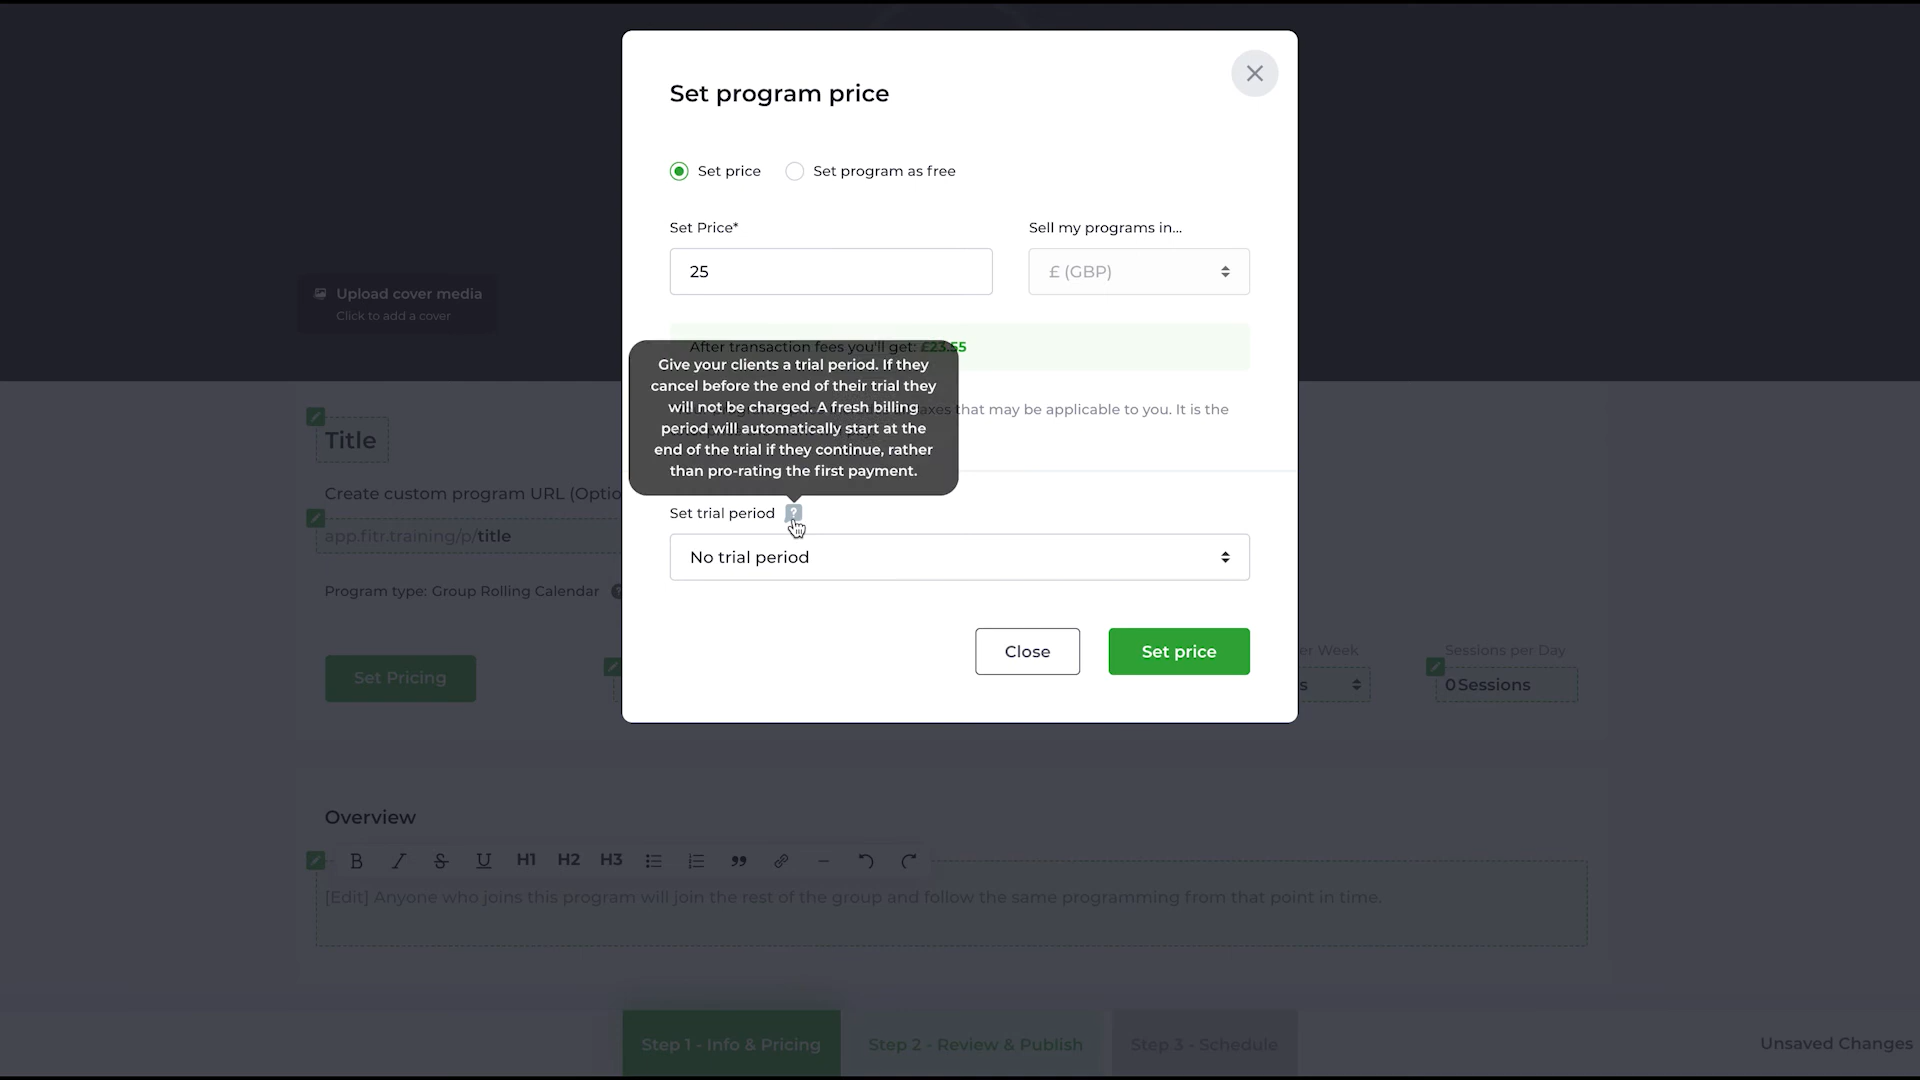 Set program price
Set price
Set program as free
Set Price*
Sell my programs in...
25
£ (GBP)
After transaction fees you'll get: £23.55
Give your clients a trial period. If they
cancel before the end of their trial they
will not be charged. A fresh billing
period will automatically start at the
end of the trial if they continue, rather
than pro-rating the first payment.
that may be applicable to you. It is the
Set trial period ?
No trial period
Close
Set price
Upload cover media
Click to add a cover
Title
Create custom program URL (Optio
app.fitr.training/p/title
Program type: Group Rolling Calendar
Set Pricing
er Week
s
Sessions per Day
0 Sessions
Overview
B I S U H1 H2 H3
[Edit] Anyone who joins this program will join the rest of the group and follow the same programming from that point in time.
Step 1 - Info & Pricing
Step 2 - Review & Publish
Step 3 - Schedule
Unsaved Changes